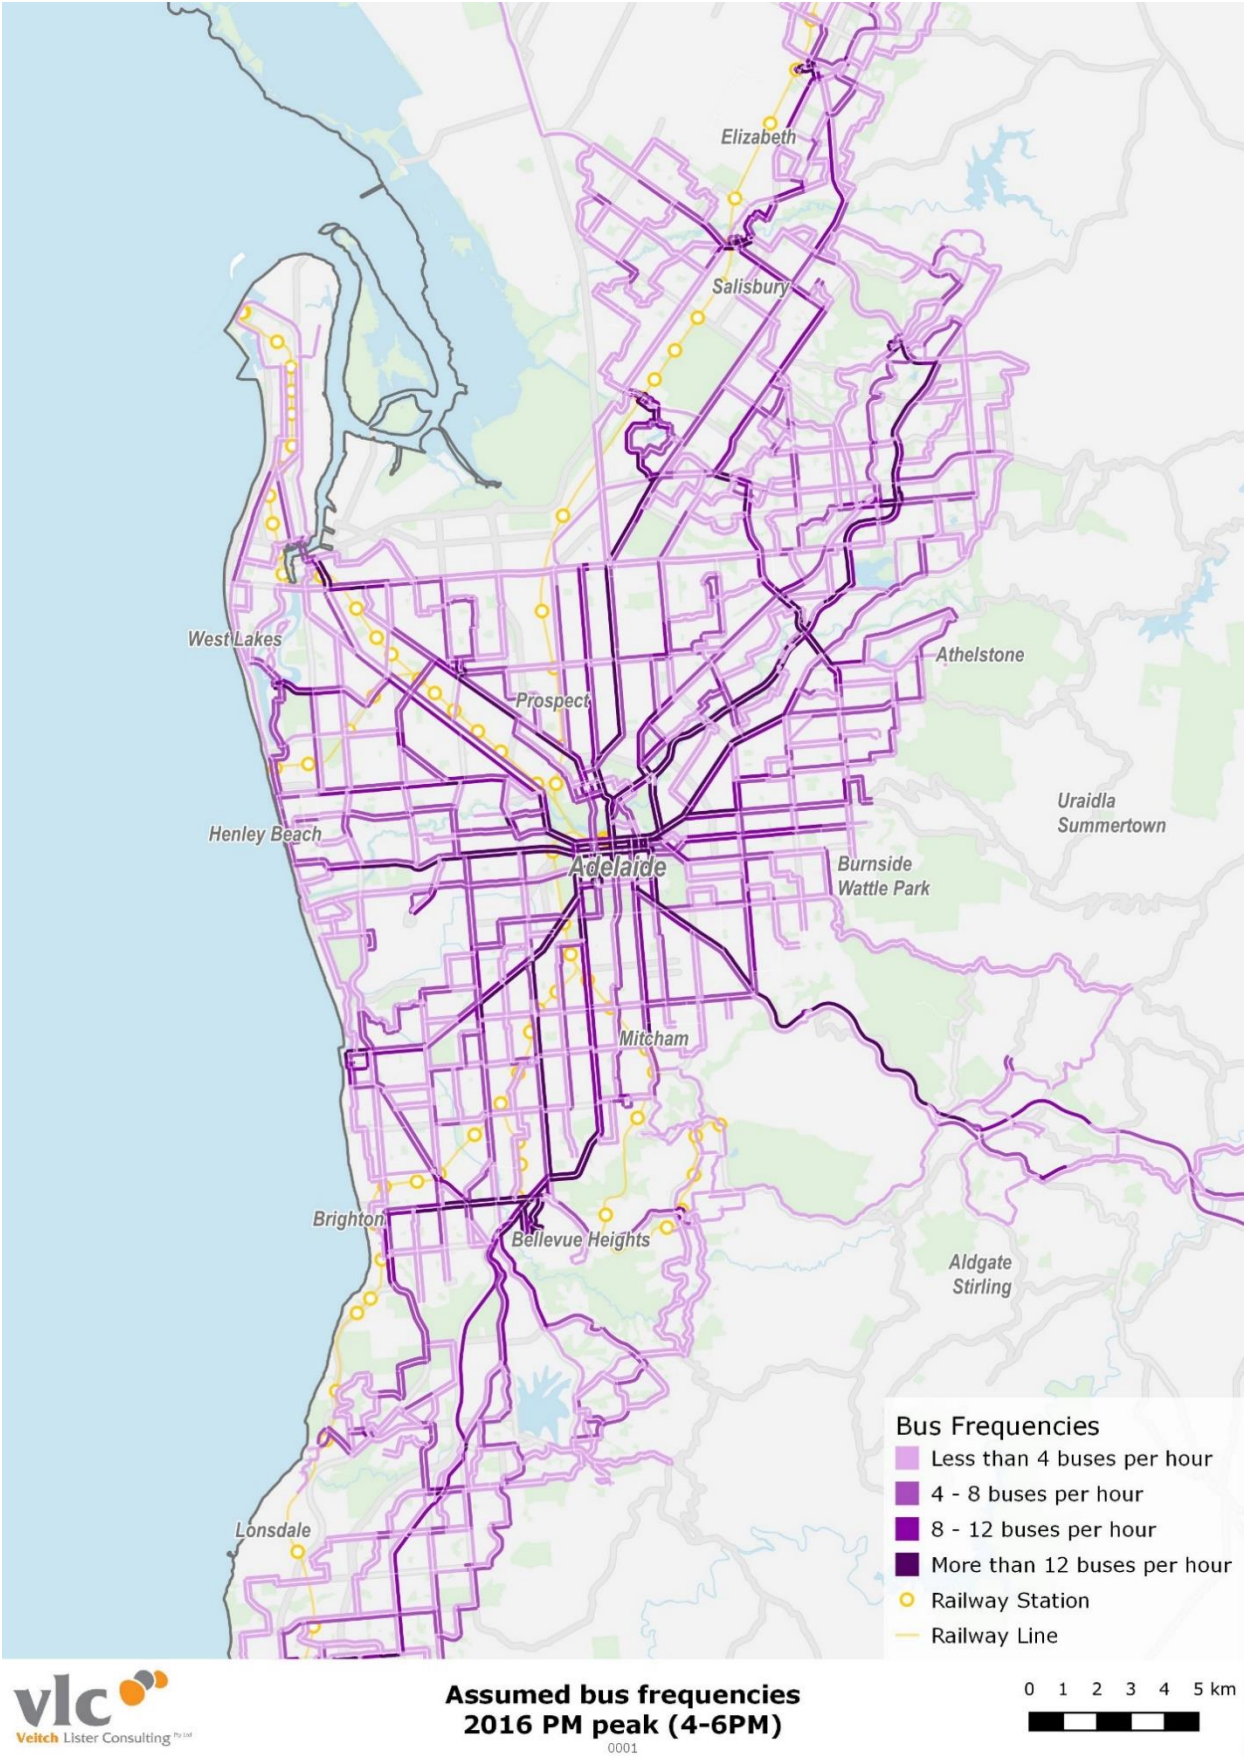 Elizabeth
Salisbury
West Lakes
Athelstone
Prospect
Uraidla
Summertown
Henley Beach
Adelaide
Burnside
Wattle Park
Mitcham
Brighton
Bellevue Heights
Aldgate
Stirling
Lonsdale
Bus Frequencies
Less than 4 buses per hour
4 - 8 buses per hour
8 - 12 buses per hour
More than 12 buses per hour
Railway Station
Railway Line
vlc
Veitch Lister Consulting Pty Ltd
Assumed bus frequencies
2016 PM peak (4-6PM)
0001
0 1 2 3 4 5 km